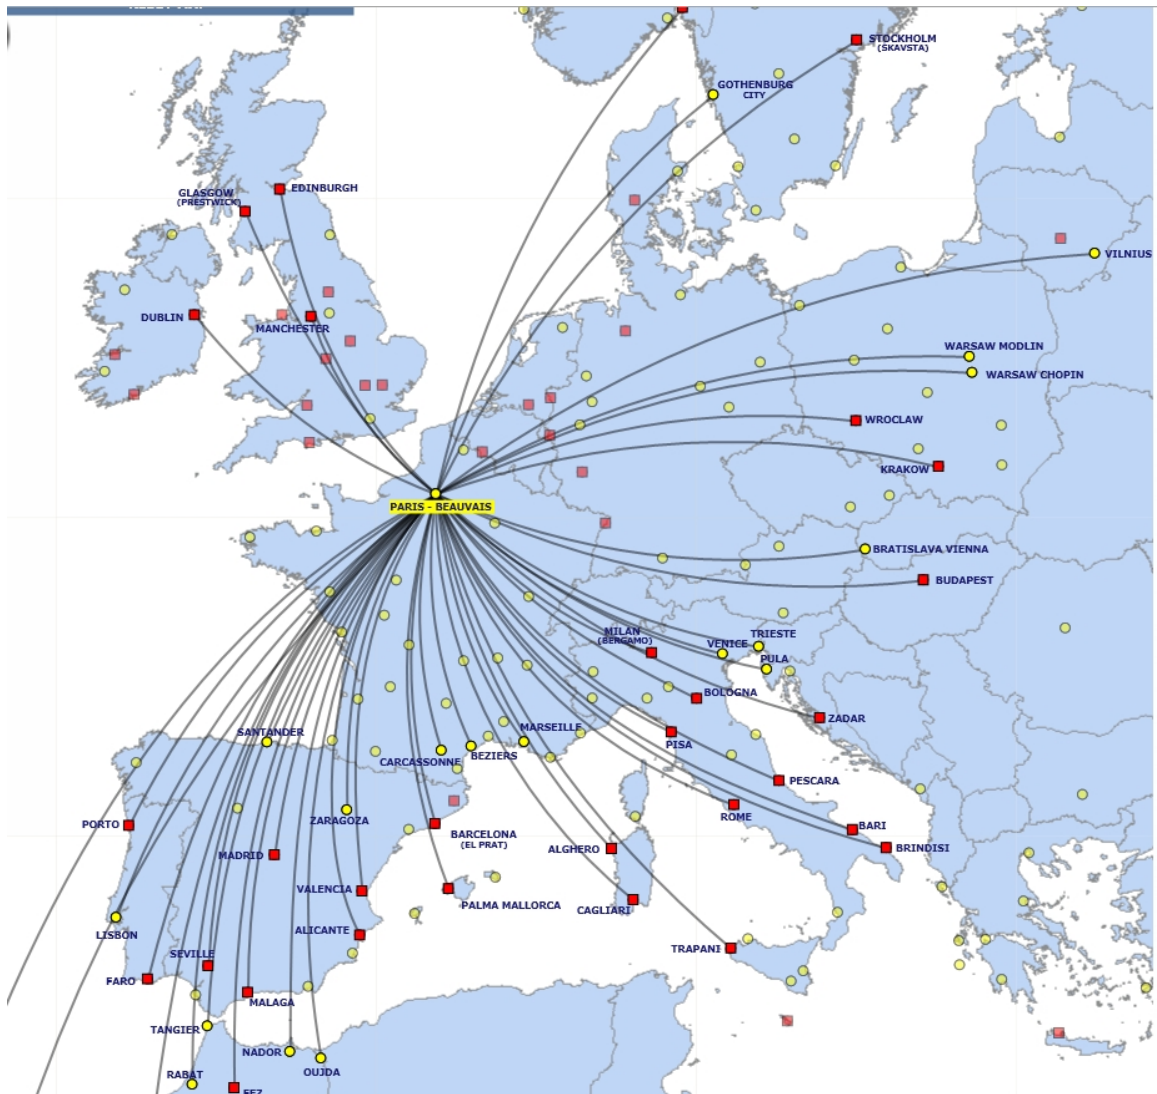 STOCKHOLM
(SKAVSTA)
GOTHENBURG
CITY
GLASGOW
(PRESTWICK)
EDINBURGH
VILNIUS
DUBLIN
MANCHESTER
WARSAW MODLIN
WARSAW CHOPIN
WROCLAW
KRAKOW
PARIS - BEAUVAIS
BRATISLAVA VIENNA
BUDAPEST
MILAN
(BERGAMO)
VENICE
TRIESTE
PULA
BOLOGNA
ZADAR
SANTANDER
MARSEILLE
CARCASSONNE
BEZIERS
PISA
PESCARA
ZARAGOZA
ROME
PORTO
BARCELONA
(EL PRAT)
BARI
BRINDISI
MADRID
ALGHERO
VALENCIA
PALMA MALLORCA
CAGLIARI
LISBON
ALICANTE
TRAPANI
SEVILLE
FARO
MALAGA
TANGIER
NADOR
OUJDA
RABAT
FEZ